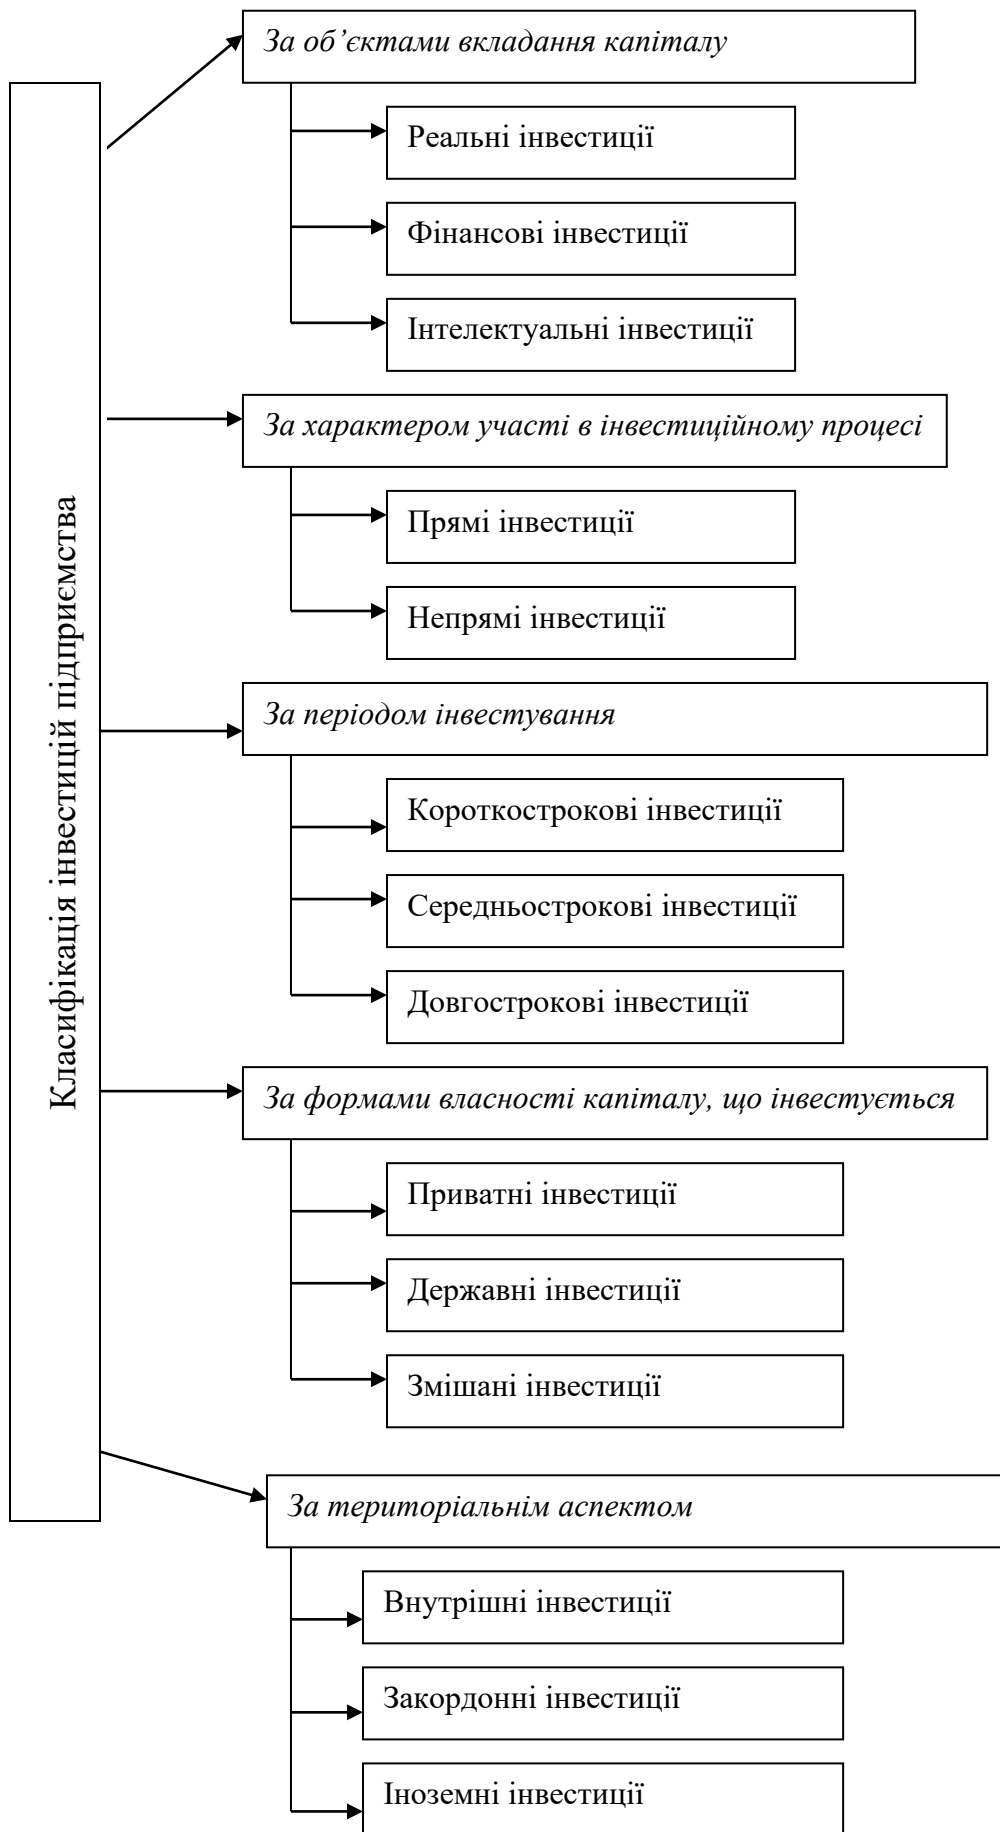 За об’єктами вкладання капіталу
Реальні інвестиції
Фінансові інвестиції
Інтелектуальні інвестиції
За характером участі в інвестиційному процесі
Прямі інвестиції
Непрямі інвестиції
Класифікація інвестицій підприємства
За періодом інвестування
Короткострокові інвестиції
Середньострокові інвестиції
Довгострокові інвестиції
За формами власності капіталу, що інвестується
Приватні інвестиції
Державні інвестиції
Змішані інвестиції
За територіальнім аспектом
Внутрішні інвестиції
Закордонні інвестиції
Іноземні інвестиції